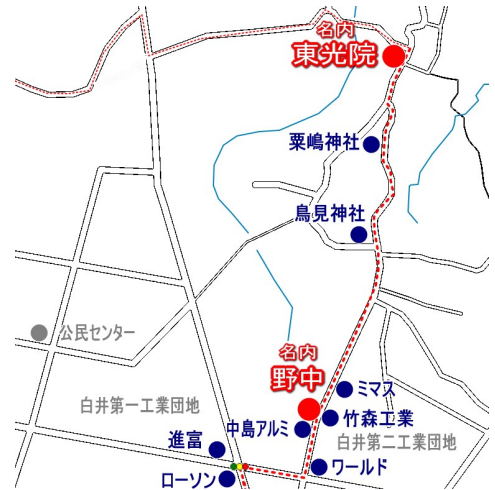 名内
東光院
粟嶋神社
鳥見神社
公民センター
名内
野中
ミマス
白井第一工業団地
竹森工業
中島アルミ
白井第二工業団地
進富
ワールド
ローソン